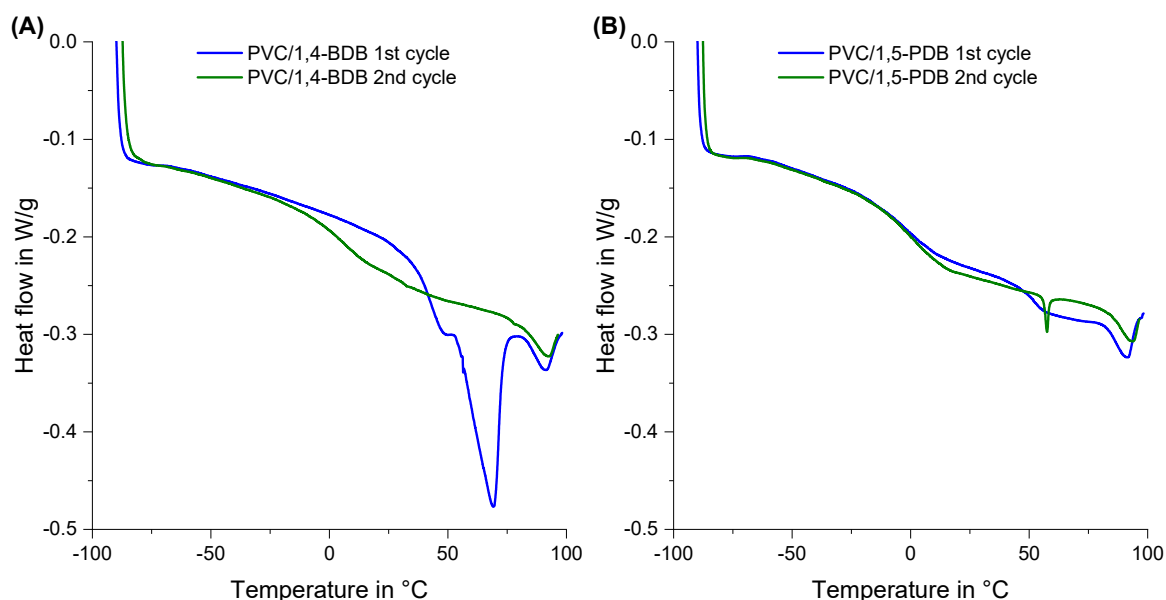 (A)
PVC/1,4-BDB 1st cycle
PVC/1,4-BDB 2nd cycle
0.0
-0.1
-0.2
-0.3
-0.4
-0.5
Heat flow in W/g
-100
-50
0
50
100
Temperature in °C
(B)
PVC/1,5-PDB 1st cycle
PVC/1,5-PDB 2nd cycle
0.0
-0.1
-0.2
-0.3
-0.4
-0.5
Heat flow in W/g
-100
-50
0
50
100
Temperature in °C